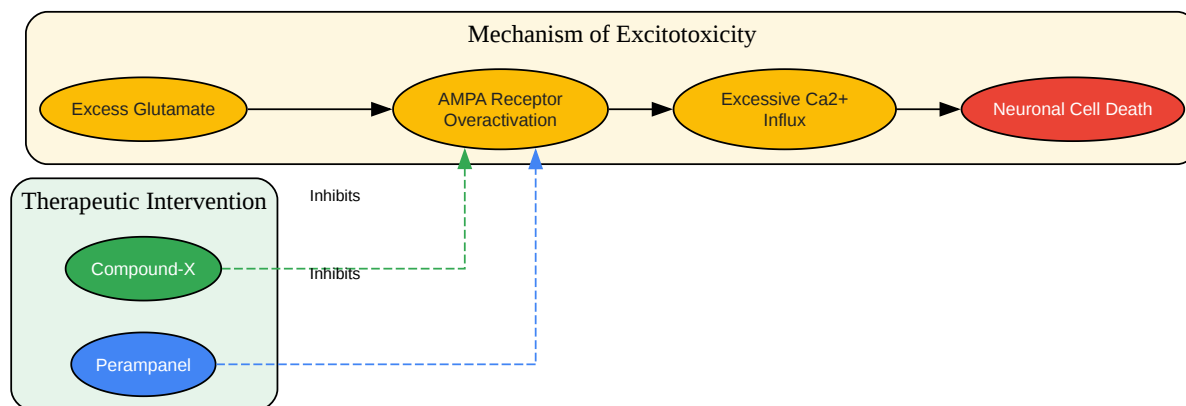 Mechanism of Excitotoxicity
Excess Glutamate
AMPA Receptor
Overactivation
Excessive Ca2+
Influx
Neuronal Cell Death
Therapeutic Intervention
Inhibits
Compound-X
Inhibits
Perampanel